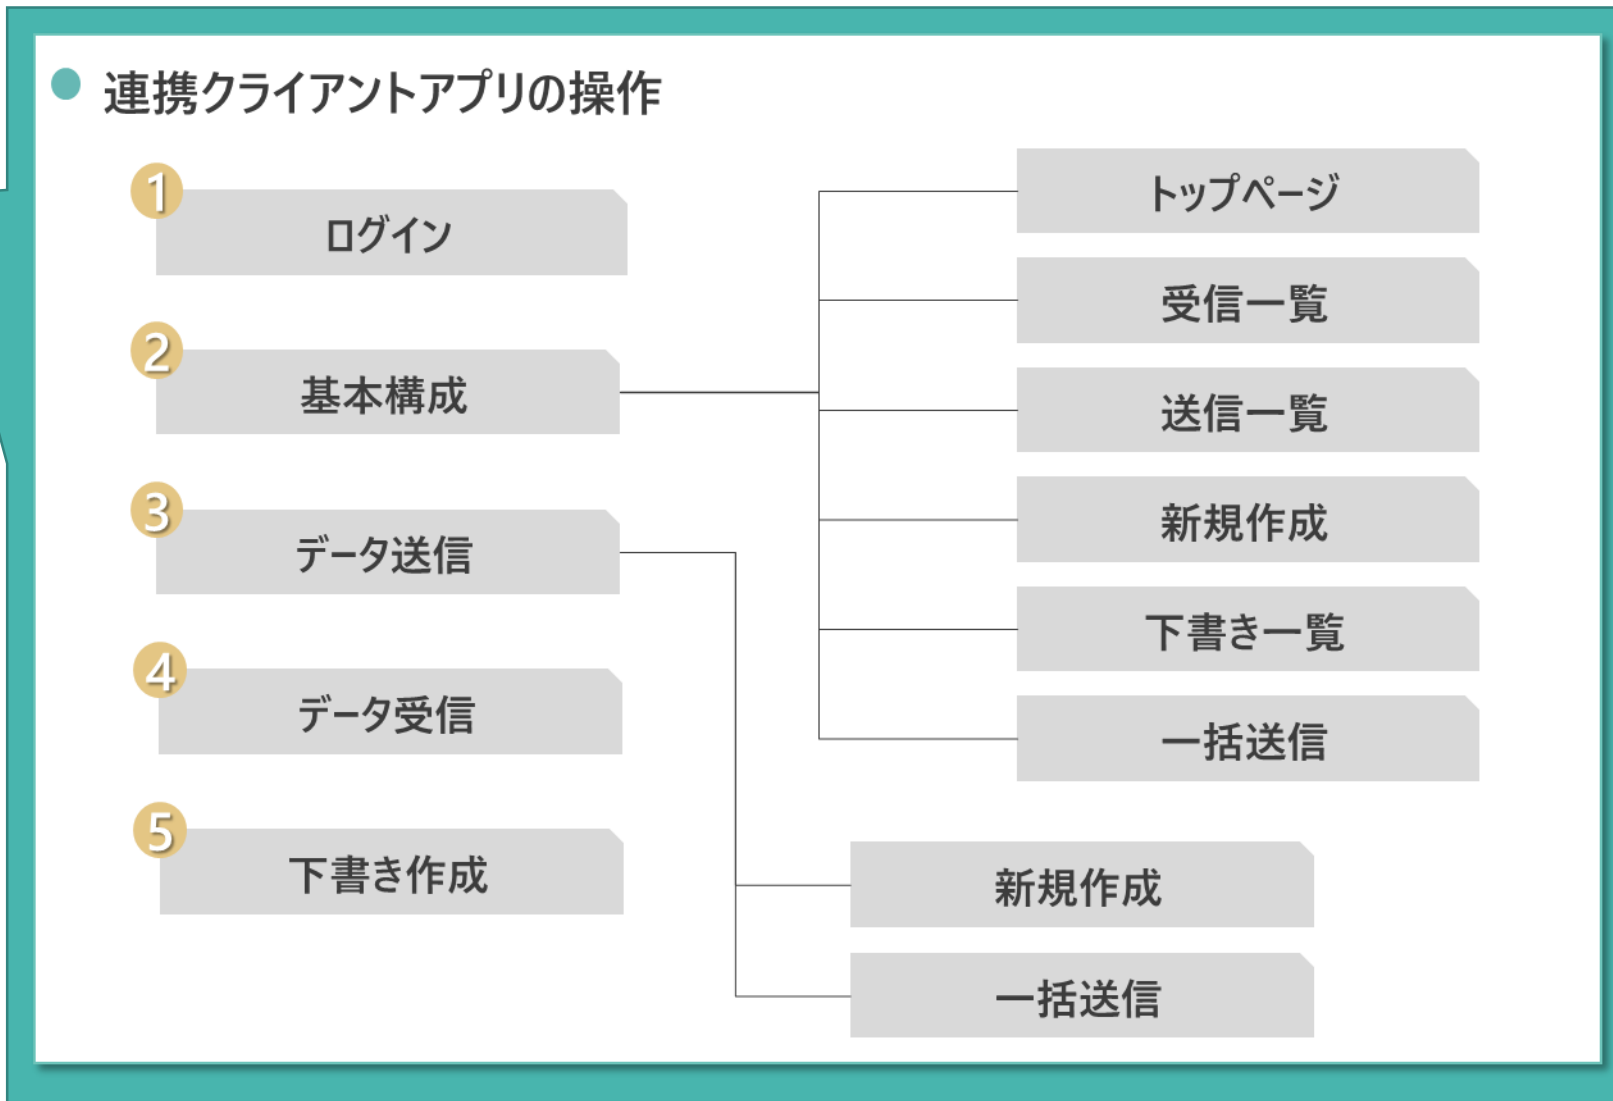 連携クライアントアプリの操作
1
ログイン
2
基本構成
トップページ
受信一覧
送信一覧
新規作成
下書き一覧
一括送信
3
データ送信
新規作成
一括送信
4
データ受信
5
下書き作成